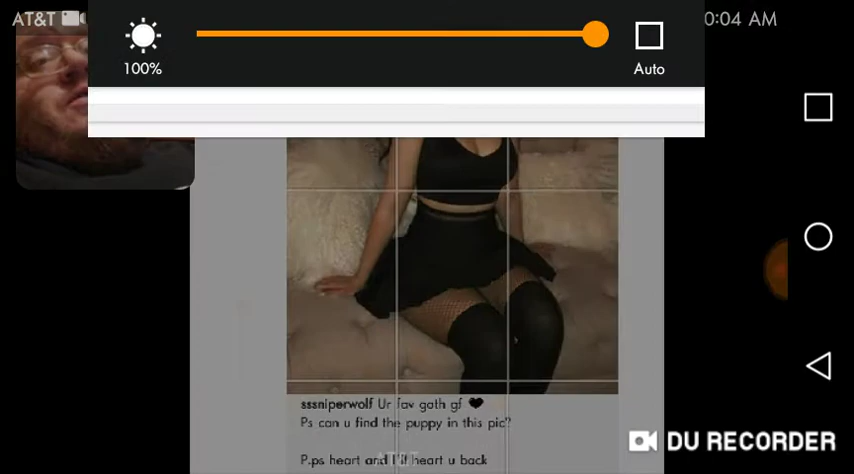 AT&T
0:04 AM
100%
Auto
sssniperwolf Ur fav goth gf 🖤
Ps can u find the puppy in this pic?
P.ps heart and I'll heart u back
AT&T
DU RECORDER